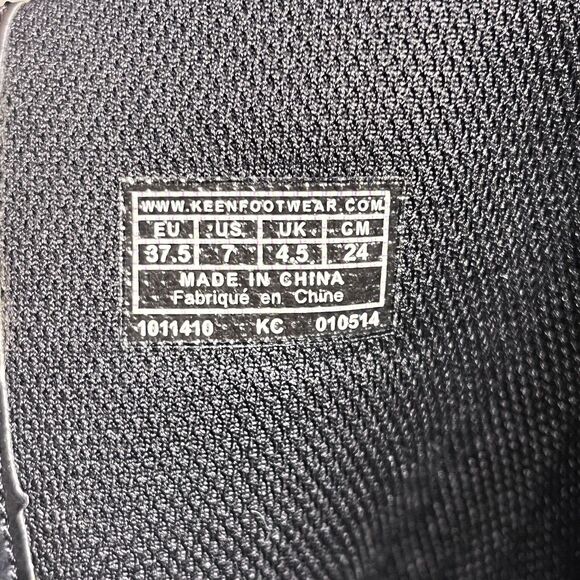 WWW.KEENFOOTWEAR.COM
EU US UK CM
37.5 7 4.5 24
MADE IN CHINA
Fabriqué en Chine
1011410 KC 010514